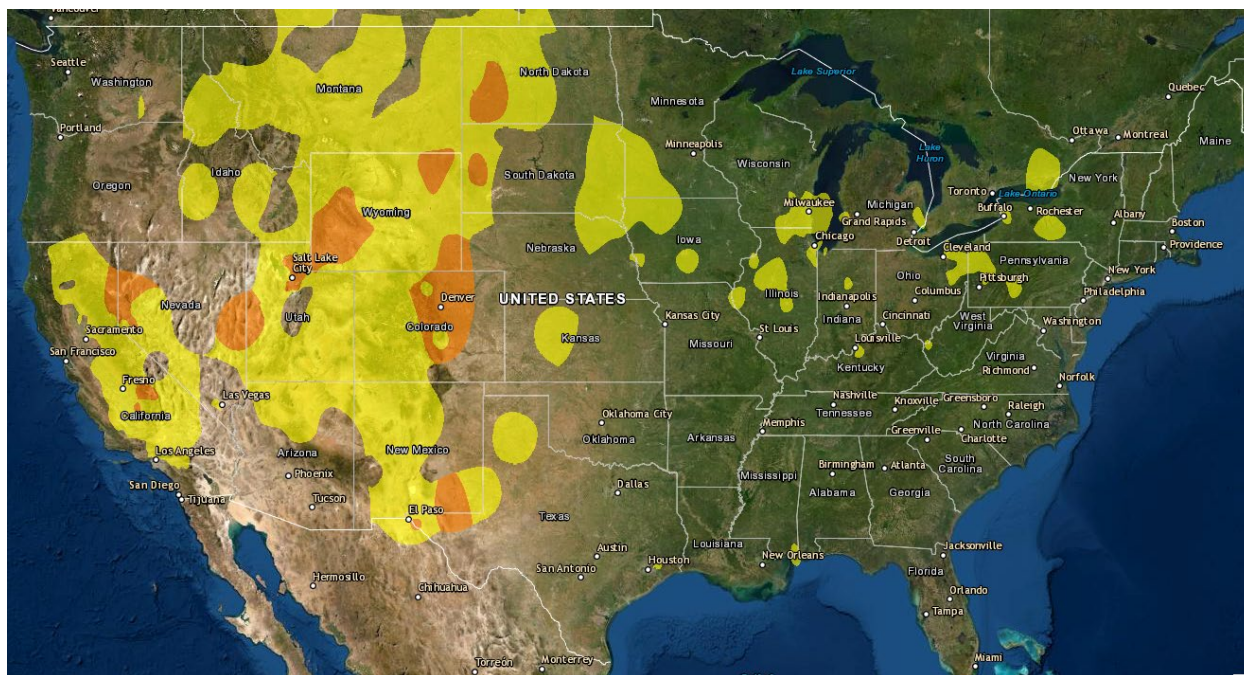 Vancouver
Seattle
Washington
Portland
Oregon
Idaho
Montana
North Dakota
Minnesota
Lake Superior
Quebec
Ottawa
Montreal
Maine
Minneapolis
Wisconsin
Lake
Huron
South Dakota
Wyoming
Toronto
Lake Ontario
New York
Milwaukee
Michigan
Grand Rapids
Buffalo
Rochester
Albany
Boston
Providence
Nebraska
Iowa
Chicago
Detroit
Cleveland
Pennsylvania
Salt Lake
City
Nevada
Utah
Denver
Colorado
UNITED STATES
Illinois
Indianapolis
Indiana
Ohio
Columbus
Pittsburgh
New York
Philadelphia
Sacramento
San Francisco
Kansas
Kansas City
Missouri
St Louis
Cincinnati
Louisville
Kentucky
West
Virginia
Washington
Virginia
Richmond
Norfolk
Fresno
California
Las Vegas
Los Angeles
Arizona
Phoenix
New Mexico
Oklahoma City
Oklahoma
Arkansas
Memphis
Nashville
Tennessee
Knoxville
Greensboro
Raleigh
North Carolina
Greenville
Charlotte
South
Carolina
San Diego
Tijuana
Tucson
El Paso
Texas
Dallas
Mississippi
Birmingham
Alabama
Atlanta
Georgia
Austin
San Antonio
Houston
Louisiana
New Orleans
Jacksonville
Florida
Orlando
Tampa
Miami
Hermosillo
Chihuahua
Torreón
Monterrey